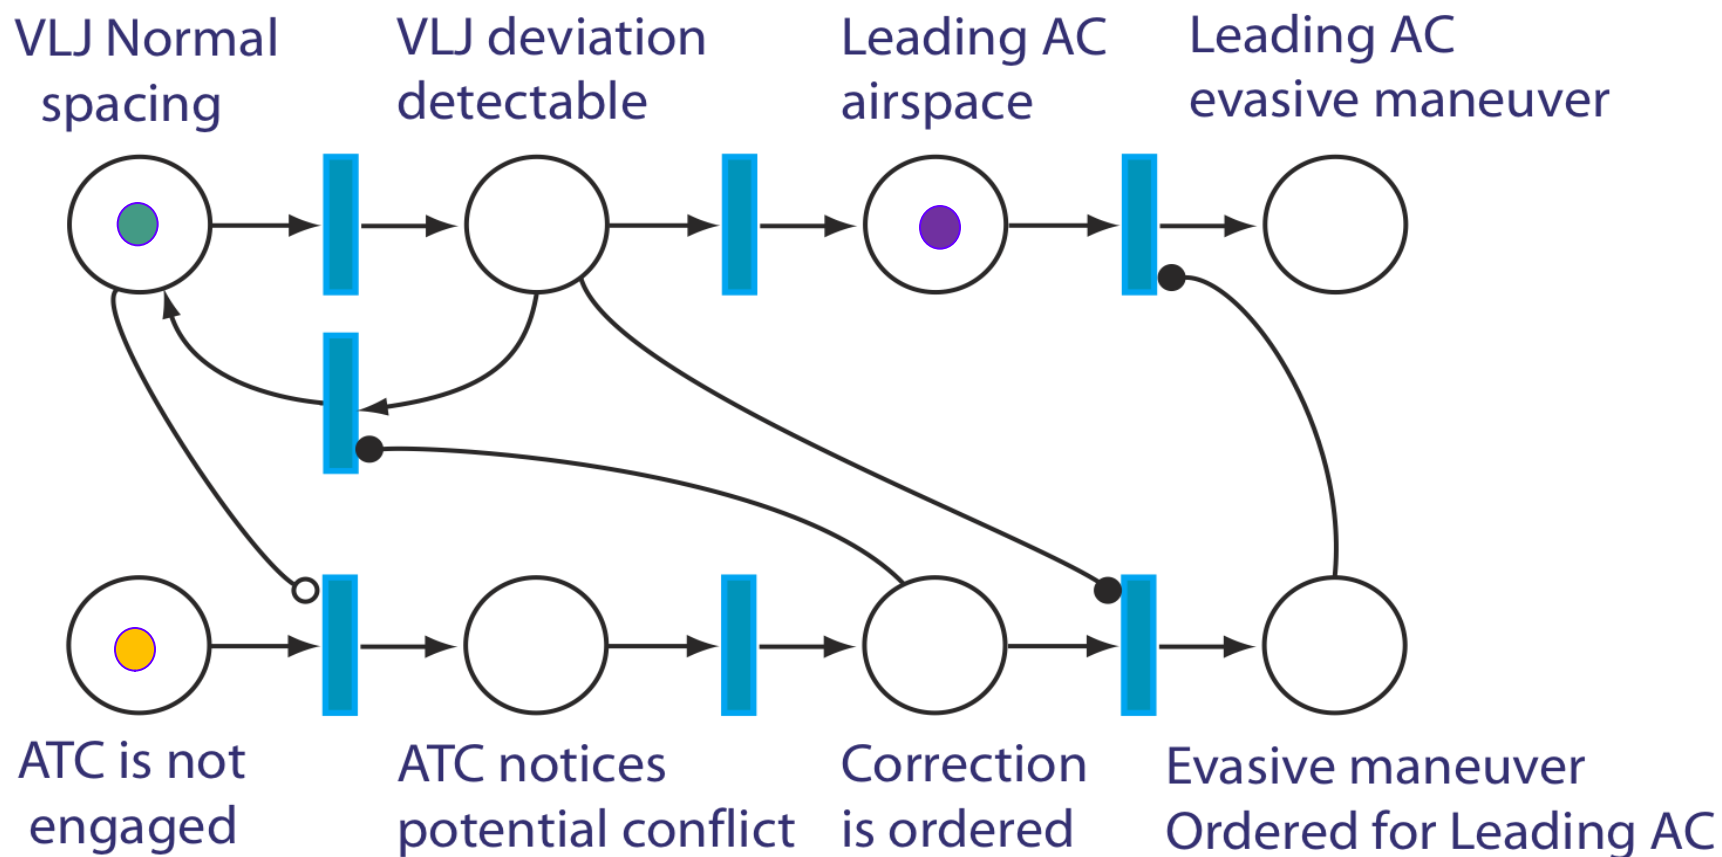 VLJ Normal
spacing
VLJ deviation
detectable
Leading AC
airspace
Leading AC
evasive maneuver
ATC is not
engaged
ATC notices
potential conflict
Correction
is ordered
Evasive maneuver
Ordered for Leading AC